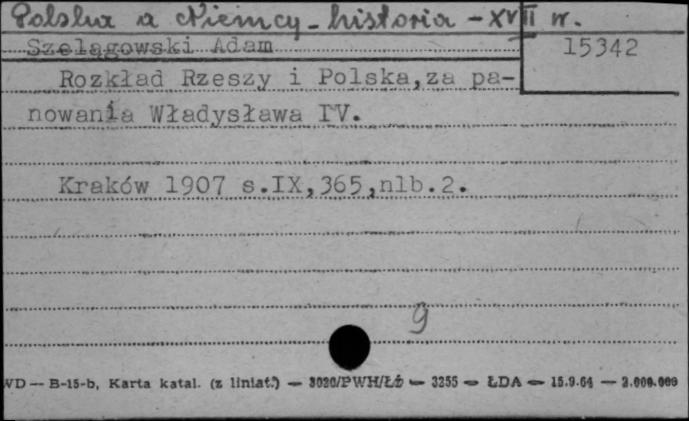 Polska a Niemcy - historia - XVII w.
Szelągowski Adam
15342
Rozkład Rzeszy i Polska,za pa-
nowania Władysława IV.
Kraków 1907 s.IX,365,nlb.2.
9
WD — B-15-b, Karta katal. (z liniat.) — 3020/PWH/Łó — 3255 — ŁDA — 15.9.64 — 2.000.000